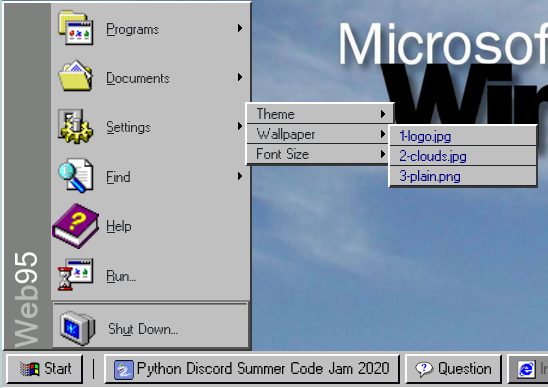 Microsof
Win
Programs
Documents
Settings
Find
Help
Run...
Shut Down...
Web95
Theme
Wallpaper
Font Size
1-logo.jpg
2-clouds.jpg
3-plain.png
Start
Python Discord Summer Code Jam 2020
Question